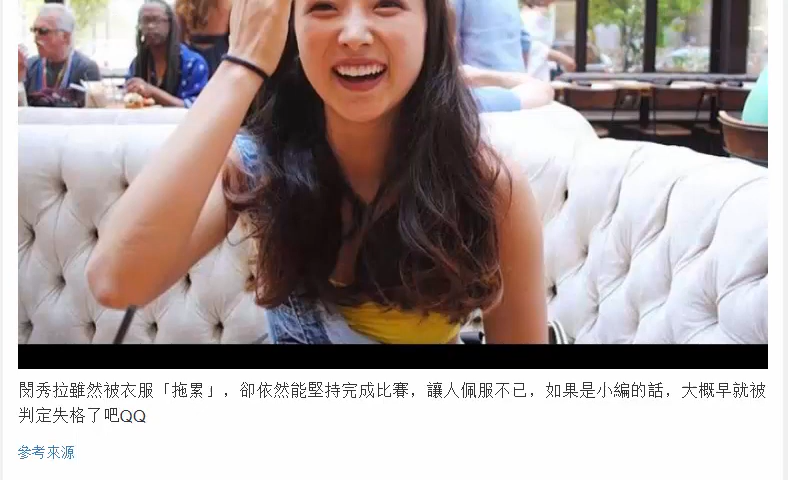 閔秀拉雖然被衣服「拖累」，卻依然能堅持完成比賽，讓人佩服不已，如果是小編的話，大概早就被
判定失格了吧QQ
參考來源